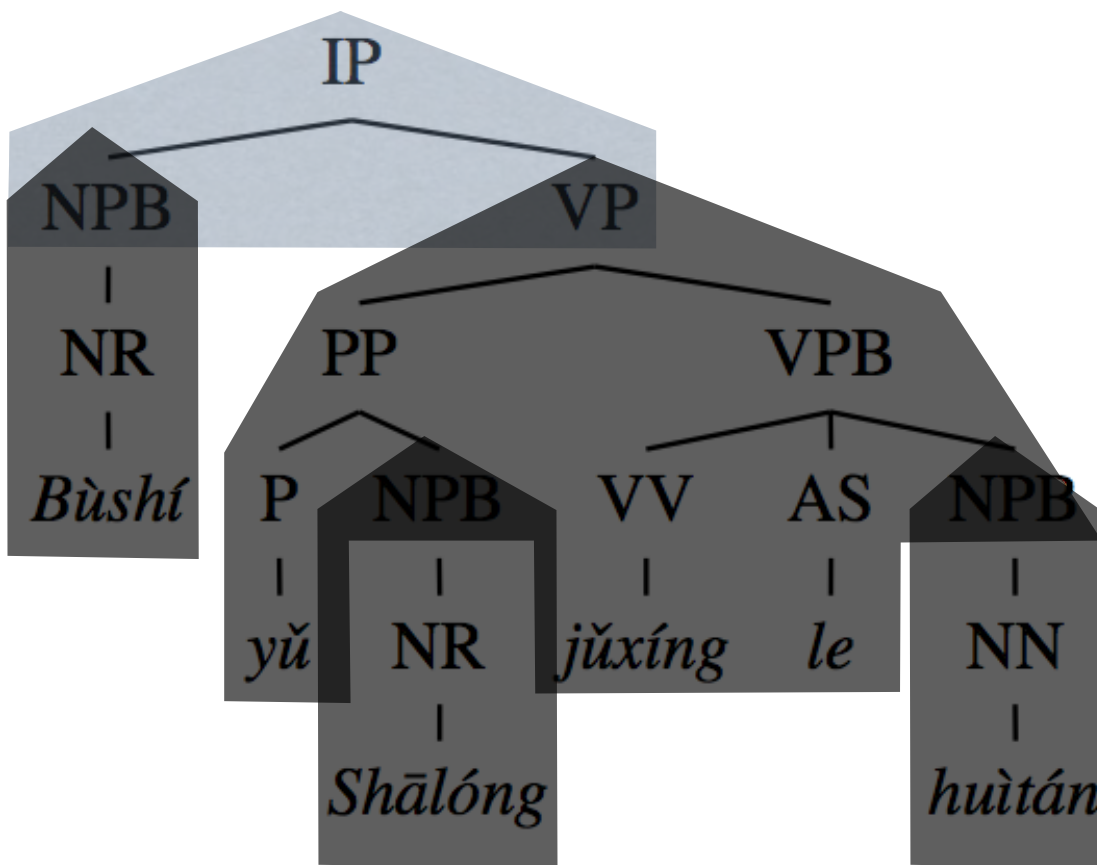 IP
NPB VP
NR PP VPB
Bùshí P NPB VV AS NPB
yǔ NR jǔxíng le NN
Shālóng huìtán